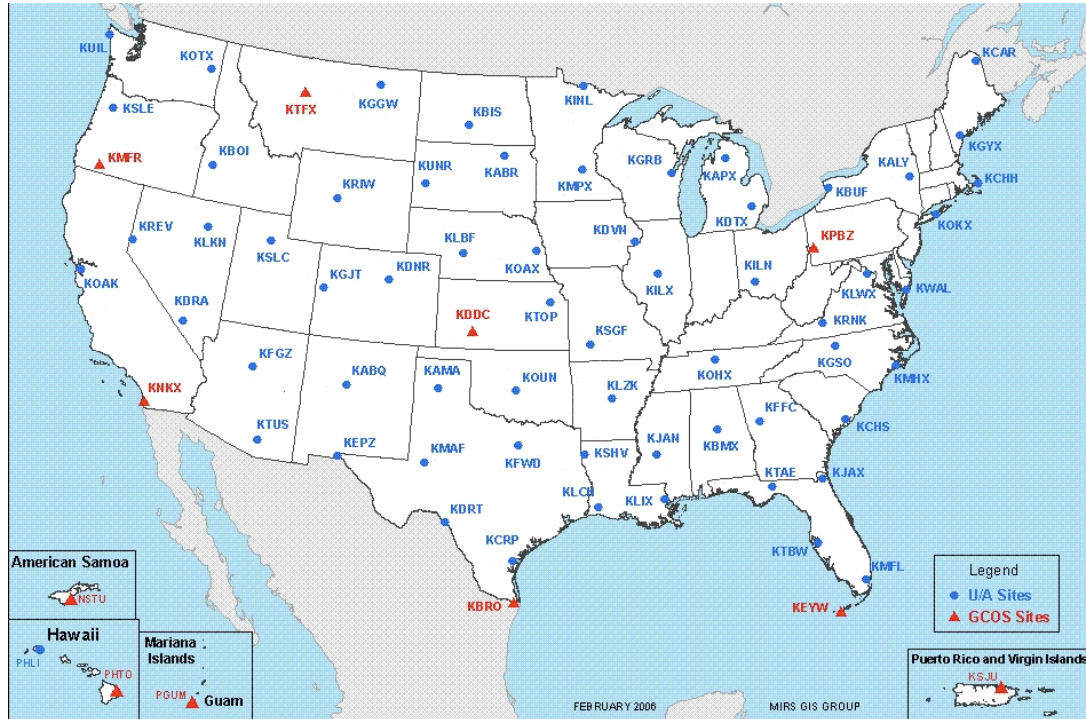 KUIL
KOTX
KCAR
KTFX
KGGW
KINL
KSLE
KBIS
KGYX
KMFR
KBOI
KUNR
KABR
KGRB
KALY
KRIW
KMPX
KAPX
KCHH
KBUF
KREV
KLKN
KDTX
KOKX
KLBF
KDVN
KPBZ
KSLC
KOAX
KOAK
KGJT
KDNR
KILX
KILN
KLWX
KWAL
KDRA
KDDC
KTOP
KSGF
KRNK
KFGZ
KABQ
KAMA
KOUN
KOHX
KGSO
KMHX
KNKX
KLZK
KFFC
KTUS
KEPZ
KMAF
KFWD
KSHV
KJAN
KBMX
KCHS
KTAE
KJAX
KLCH
KLIX
KDRT
KCRP
KTBW
KMFL
KBRO
KEYW
American Samoa
NSTU
Hawaii
PHLI
PHTO
Mariana
Islands
PGUM
Guam
Legend
U/A Sites
GCOS Sites
Puerto Rico and Virgin Islands
KSJU
FEBRUARY 2006
MIRS GIS GROUP